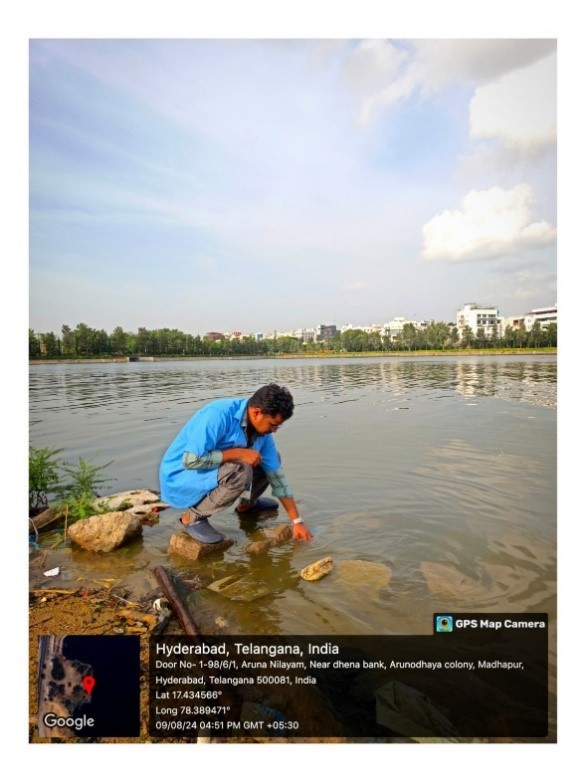 GPS Map Camera
Hyderabad, Telangana, India
Door No- 1-98/6/1, Aruna Nilayam, Near dhena bank, Arunodhaya colony, Madhapur,
Hyderabad, Telangana 500081, India
Lat 17.434566°
Long 78.389471°
09/08/24 04:51 PM GMT +05:30
Google